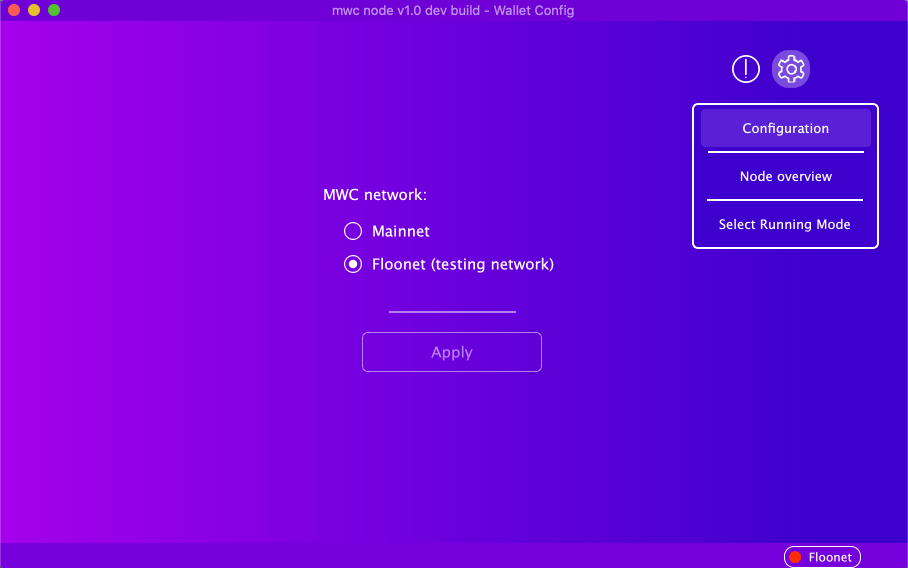 mwc node v1.0 dev build - Wallet Config
Configuration
Node overview
Select Running Mode
MWC network:
Mainnet
Floonet (testing network)
Apply
Floonet